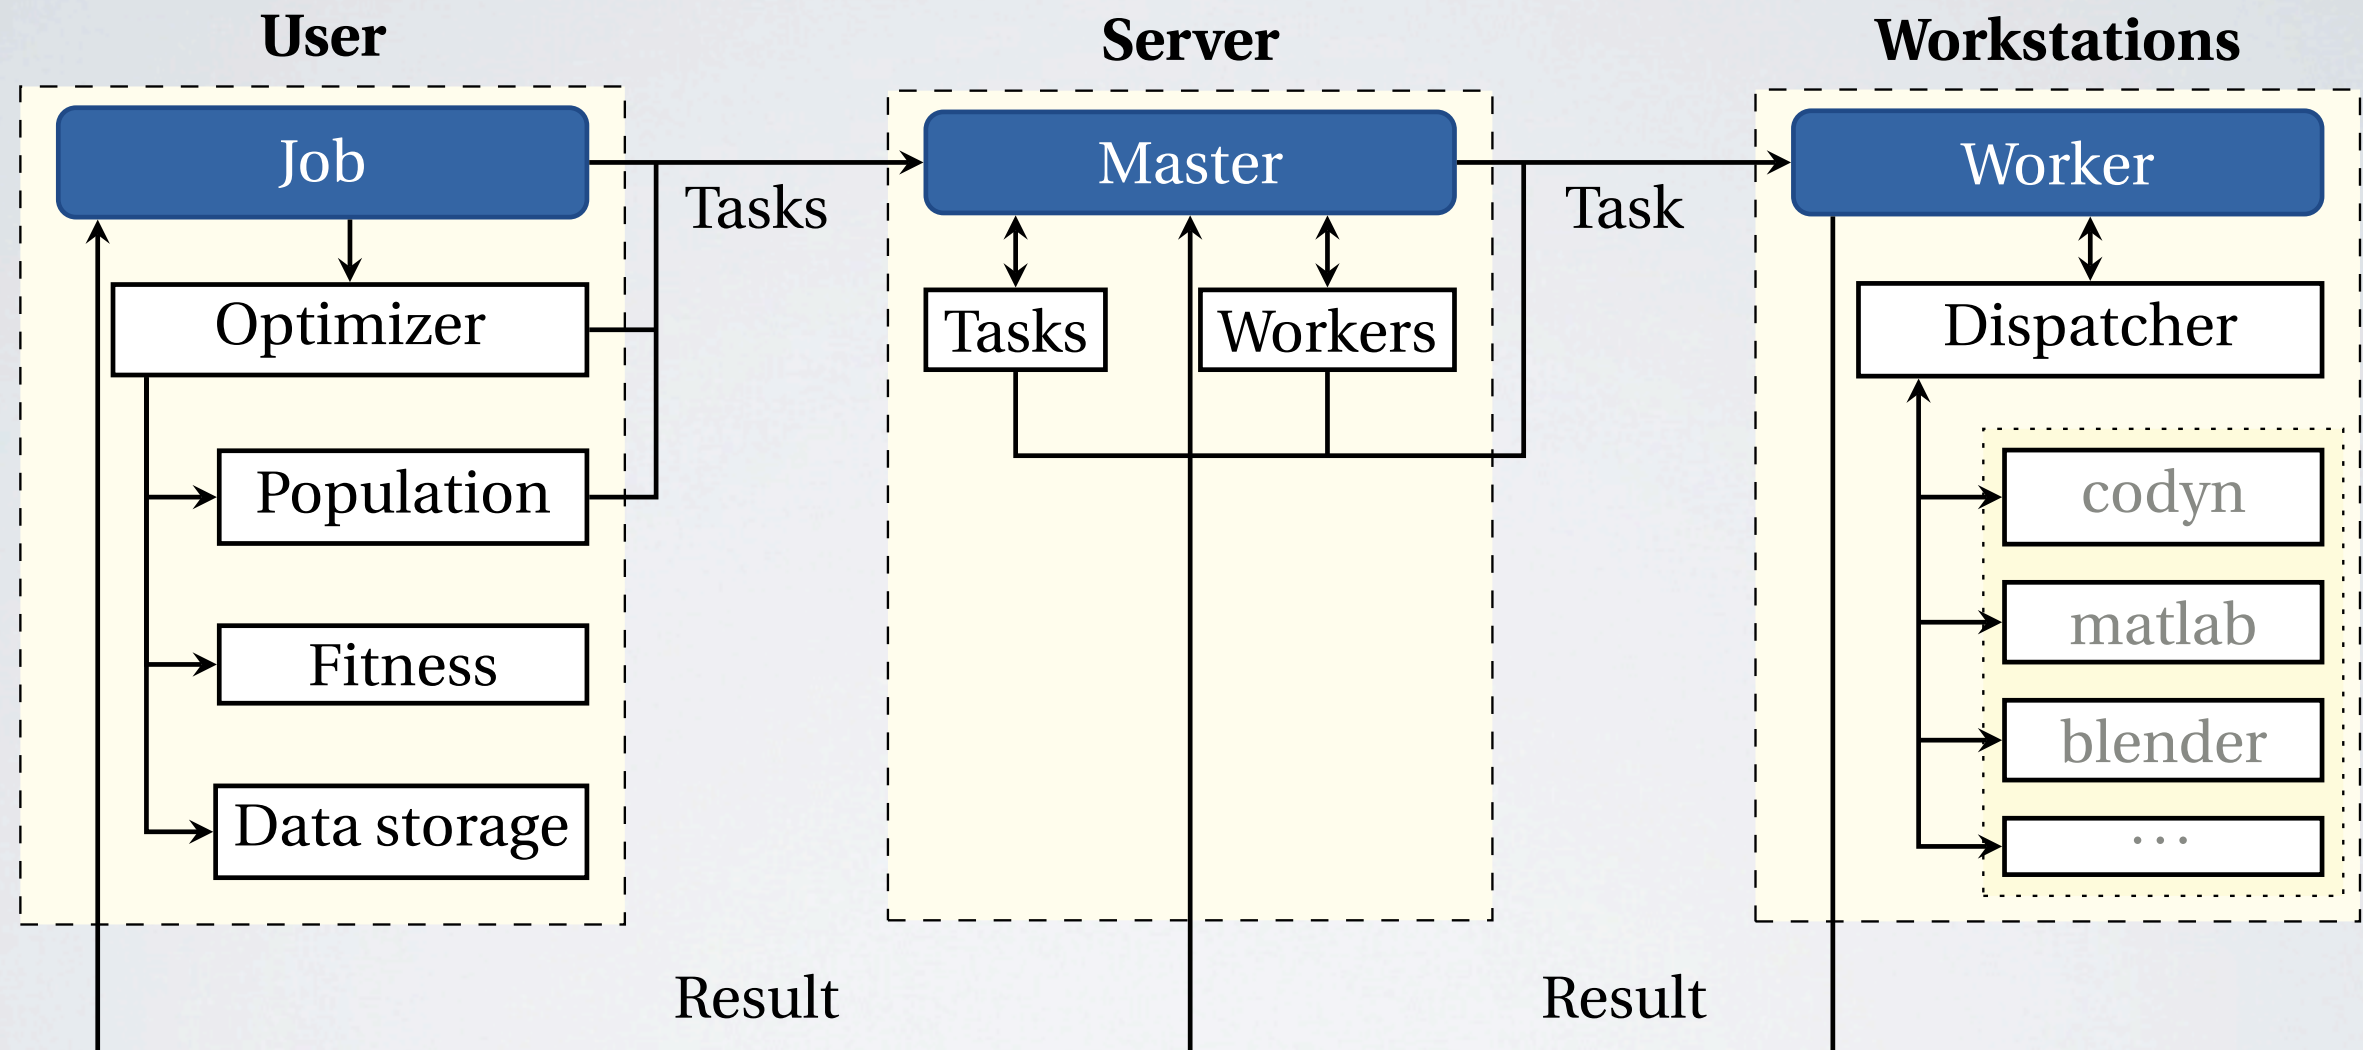 User
Job
Optimizer
Population
Fitness
Data storage
Tasks
Result
Server
Master
Tasks
Workers
Task
Result
Workstations
Worker
Dispatcher
codyn
matlab
blender
...